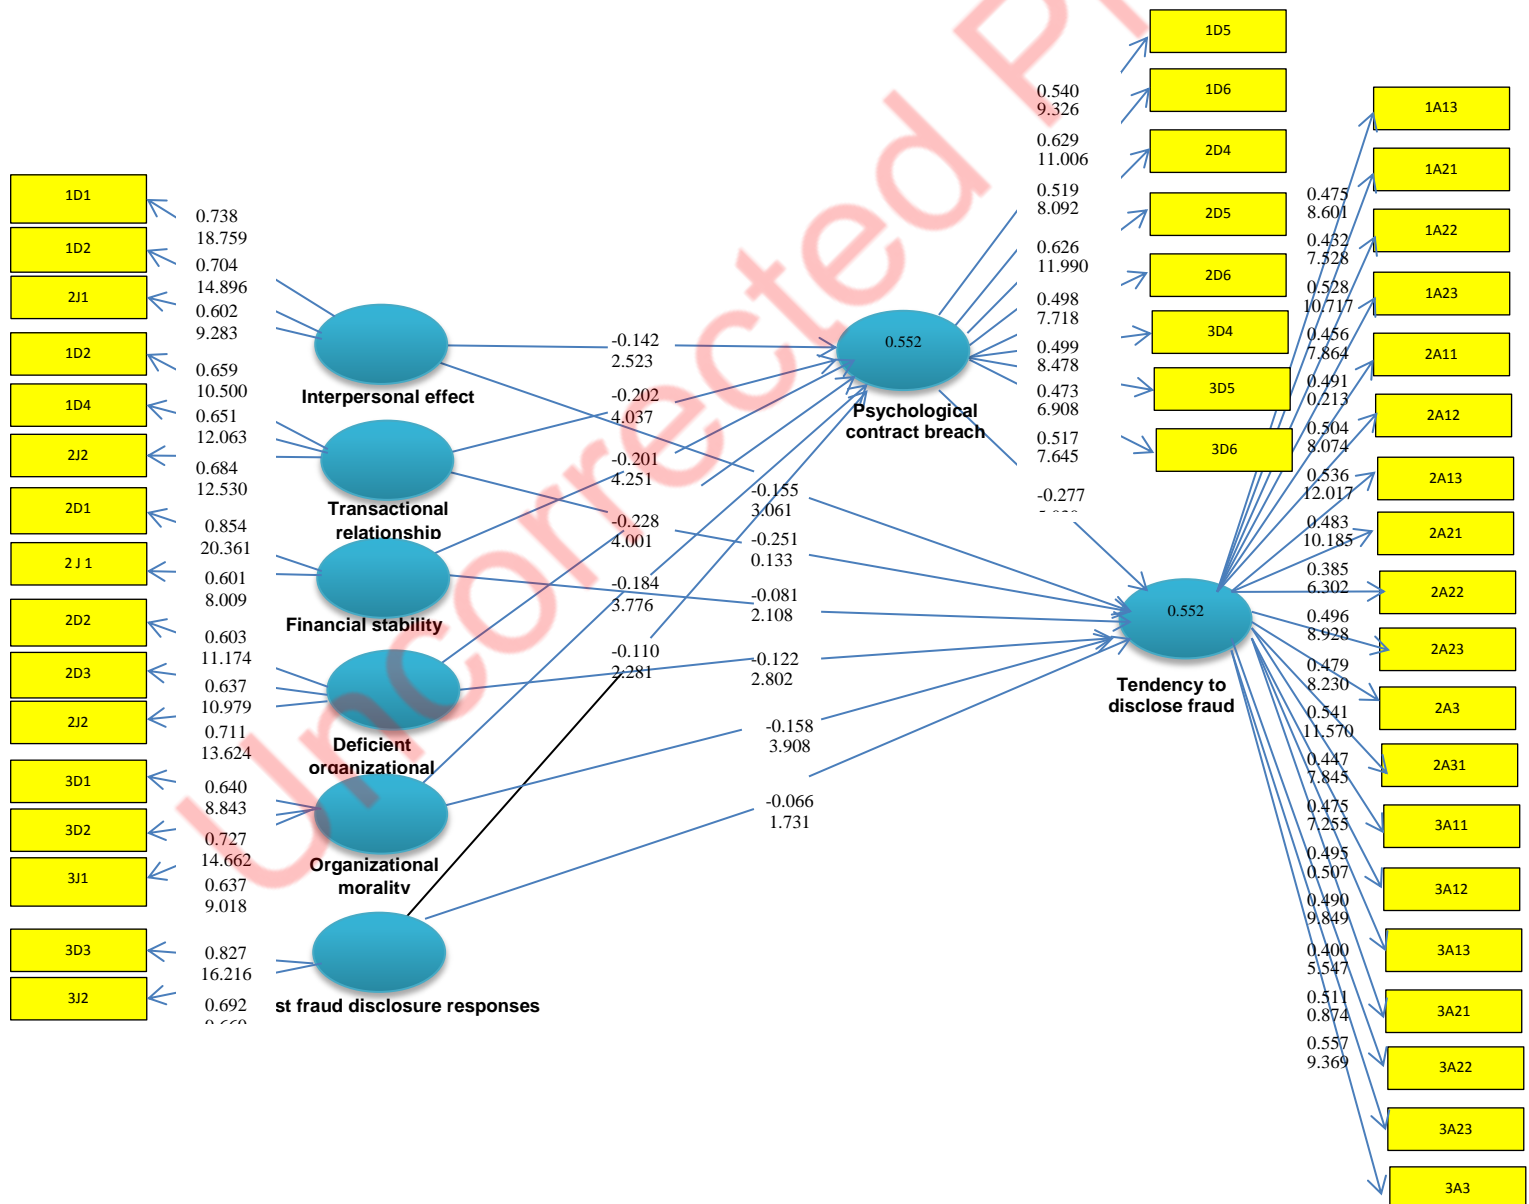 1D1
1D2
2J1
1D2
1D4
2J2
2D1
2 J 1
2D2
2D3
2J2
3D1
3D2
3J1
3D3
3J2
0.738
18.759
0.704
14.896
0.602
9.283
0.659
10.500
0.651
12.063
0.684
12.530
0.854
20.361
0.601
8.009
0.603
11.174
0.637
10.979
0.711
13.624
0.640
8.843
0.727
14.662
0.637
9.018
0.827
16.216
0.692
Interpersonal effect
Transactional
relationship
Financial stability
Deficient
organizational
Organizational
morality
st fraud disclosure responses
-0.142
2.523
-0.202
4.037
-0.201
4.251
-0.228
4.001
-0.184
3.776
-0.110
2.281
-0.155
3.061
-0.251
0.133
-0.081
2.108
-0.122
2.802
-0.158
3.908
-0.066
1.731
0.552
Psychological
contract breach
0.540
9.326
0.629
11.006
0.519
8.092
0.626
11.990
0.498
7.718
0.499
8.478
0.473
6.908
0.517
7.645
-0.277
1D5
1D6
2D4
2D5
2D6
3D4
3D5
3D6
0.552
Tendency to
disclose fraud
0.475
8.601
0.432
7.528
0.528
10.717
0.456
7.864
0.491
0.213
0.504
8.074
0.536
12.017
0.483
10.185
0.385
6.302
0.496
8.928
0.479
8.230
0.541
11.570
0.447
7.845
0.475
7.255
0.495
0.507
0.490
9.849
0.400
5.547
0.511
0.874
0.557
9.369
1A13
1A21
1A22
1A23
2A11
2A12
2A13
2A21
2A22
2A23
2A3
2A31
3A11
3A12
3A13
3A21
3A22
3A23
3A3
Uncorrected